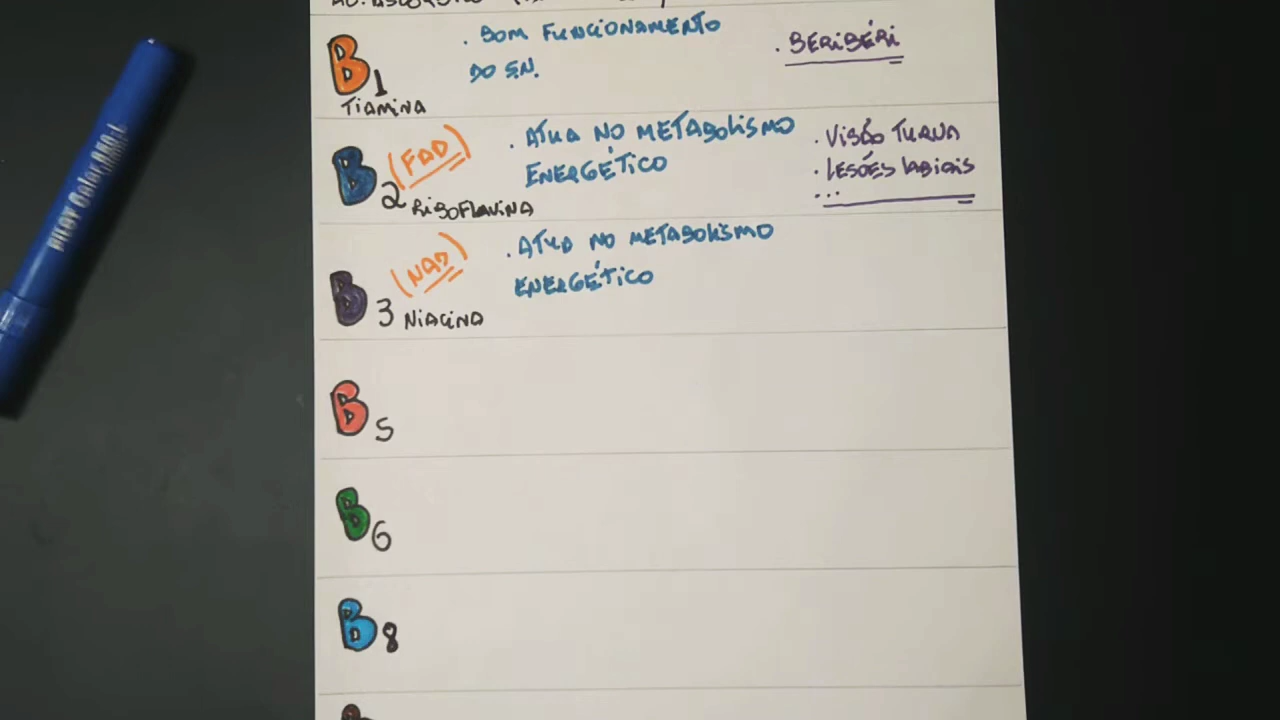 B1
TiAMiNA
. BOM FUNCIONAMENTO
DO S.N.
. BERIBÉRI
B2 (FAD)
RiBOFLAViNA
. ATUA NO METABOLiSMO
ENERGÉTiCO
. ViSÃO TURVA
. LESÕES LABiAiS
...
B3 (NAD)
NiACiNA
. ATUA NO METABOLiSMO
ENERGÉTiCO
B5
B6
B8